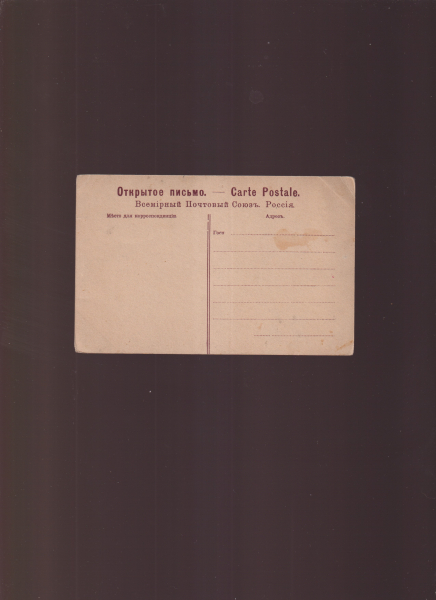 Открытое письмо. — Carte Postale.
Всемірный Почтовый Союзъ. Россія.
Мѣсто для корреспонденціи
Адресъ.